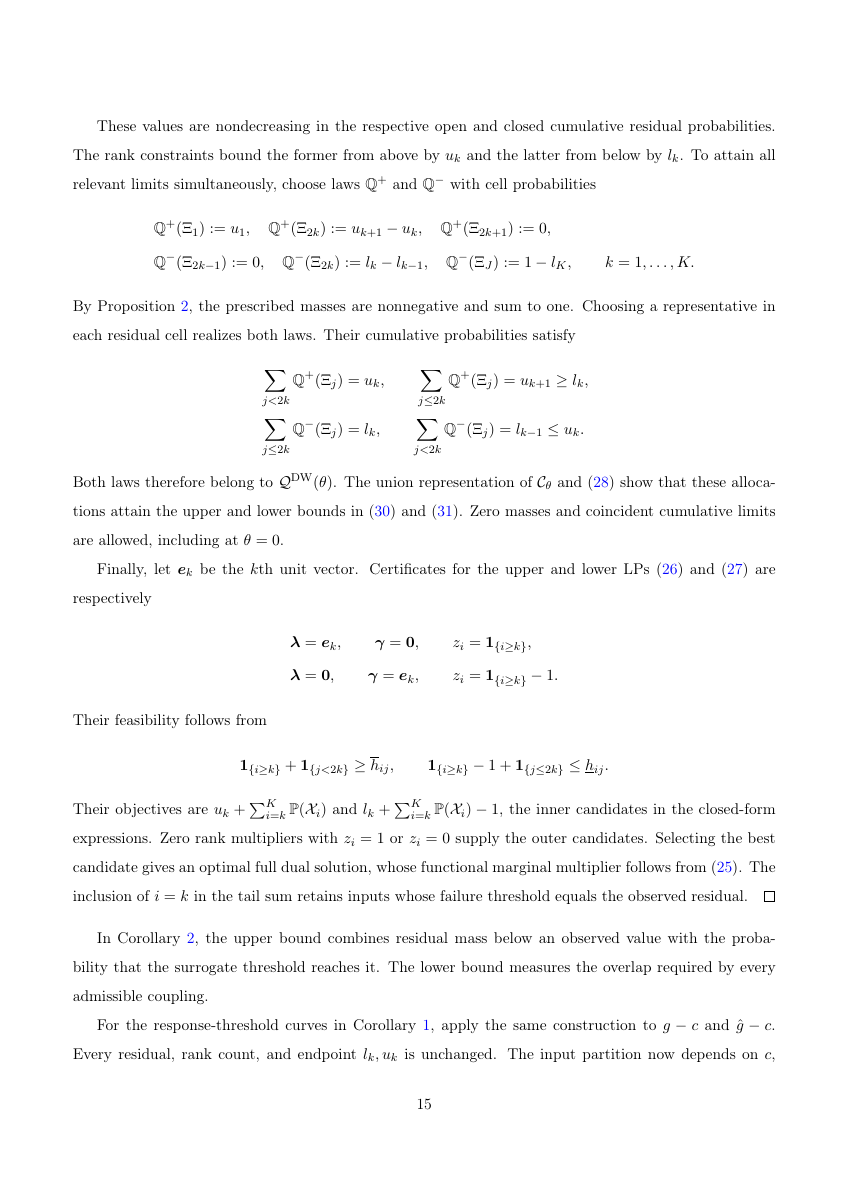 These values are nondecreasing in the respective open and closed cumulative residual probabilities.
The rank constraints bound the former from above by u_k and the latter from below by l_k. To attain all
relevant limits simultaneously, choose laws ℚ⁺ and ℚ⁻ with cell probabilities
ℚ⁺(Ξ_1) := u_1, ℚ⁺(Ξ_{2k}) := u_{k+1} − u_k, ℚ⁺(Ξ_{2k+1}) := 0,
ℚ⁻(Ξ_{2k−1}) := 0, ℚ⁻(Ξ_{2k}) := l_k − l_{k−1}, ℚ⁻(Ξ_J) := 1 − l_K, k = 1, . . . , K.
By Proposition 2, the prescribed masses are nonnegative and sum to one. Choosing a representative in
each residual cell realizes both laws. Their cumulative probabilities satisfy
∑_{j<2k} ℚ⁺(Ξ_j) = u_k, ∑_{j≤2k} ℚ⁺(Ξ_j) = u_{k+1} ≥ l_k,
∑_{j≤2k} ℚ⁻(Ξ_j) = l_k, ∑_{j<2k} ℚ⁻(Ξ_j) = l_{k−1} ≤ u_k.
Both laws therefore belong to 𝒬^{DW}(θ). The union representation of 𝒞_θ and (28) show that these alloca-
tions attain the upper and lower bounds in (30) and (31). Zero masses and coincident cumulative limits
are allowed, including at θ = 0.
Finally, let 𝒆_k be the kth unit vector. Certificates for the upper and lower LPs (26) and (27) are
respectively
𝝀 = 𝒆_k, 𝜸 = 𝟎, z_i = 𝟏_{{i≥k}},
𝝀 = 𝟎, 𝜸 = 𝒆_k, z_i = 𝟏_{{i≥k}} − 1.
Their feasibility follows from
𝟏_{{i≥k}} + 𝟏_{{j<2k}} ≥ \overline{h}_{ij}, 𝟏_{{i≥k}} − 1 + 𝟏_{{j≤2k}} ≤ \underline{h}_{ij}.
Their objectives are u_k + ∑_{i=k}^{K} ℙ(𝒳_i) and l_k + ∑_{i=k}^{K} ℙ(𝒳_i) − 1, the inner candidates in the closed-form
expressions. Zero rank multipliers with z_i = 1 or z_i = 0 supply the outer candidates. Selecting the best
candidate gives an optimal full dual solution, whose functional marginal multiplier follows from (25). The
inclusion of i = k in the tail sum retains inputs whose failure threshold equals the observed residual. □
In Corollary 2, the upper bound combines residual mass below an observed value with the proba-
bility that the surrogate threshold reaches it. The lower bound measures the overlap required by every
admissible coupling.
For the response-threshold curves in Corollary 1, apply the same construction to g − c and ĝ − c.
Every residual, rank count, and endpoint l_k, u_k is unchanged. The input partition now depends on c,
15